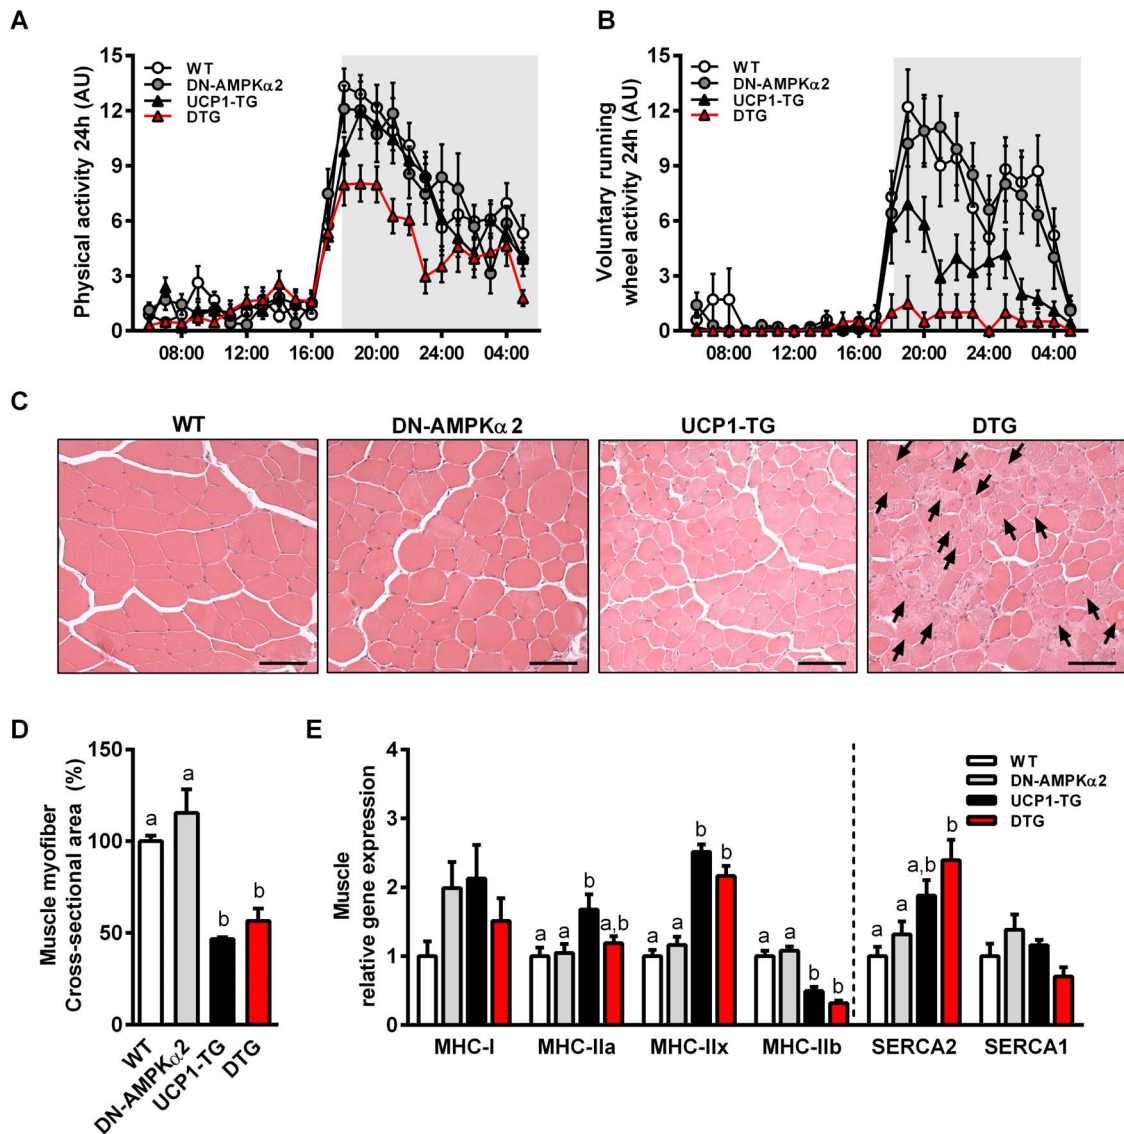 A
Physical activity 24h (AU)
15
12
9
6
3
0
WT
DN-AMPKα2
UCP1-TG
DTG
08:00 12:00 16:00 20:00 24:00 04:00
B
Voluntary running
wheel activity 24h (AU)
15
12
9
6
3
0
WT
DN-AMPKα2
UCP1-TG
DTG
08:00 12:00 16:00 20:00 24:00 04:00
C
WT DN-AMPKα2 UCP1-TG DTG
D
Muscle myofiber
Cross-sectional area (%)
150
100
50
0
a a b b
WT DN-AMPKα2 UCP1-TG DTG
E
Muscle
relative gene expression
4
3
2
1
0
WT
DN-AMPKα2
UCP1-TG
DTG
a a b a,b
a a b b
a a b b
a a a,b b
MHC-I MHC-IIa MHC-IIx MHC-IIb SERCA2 SERCA1